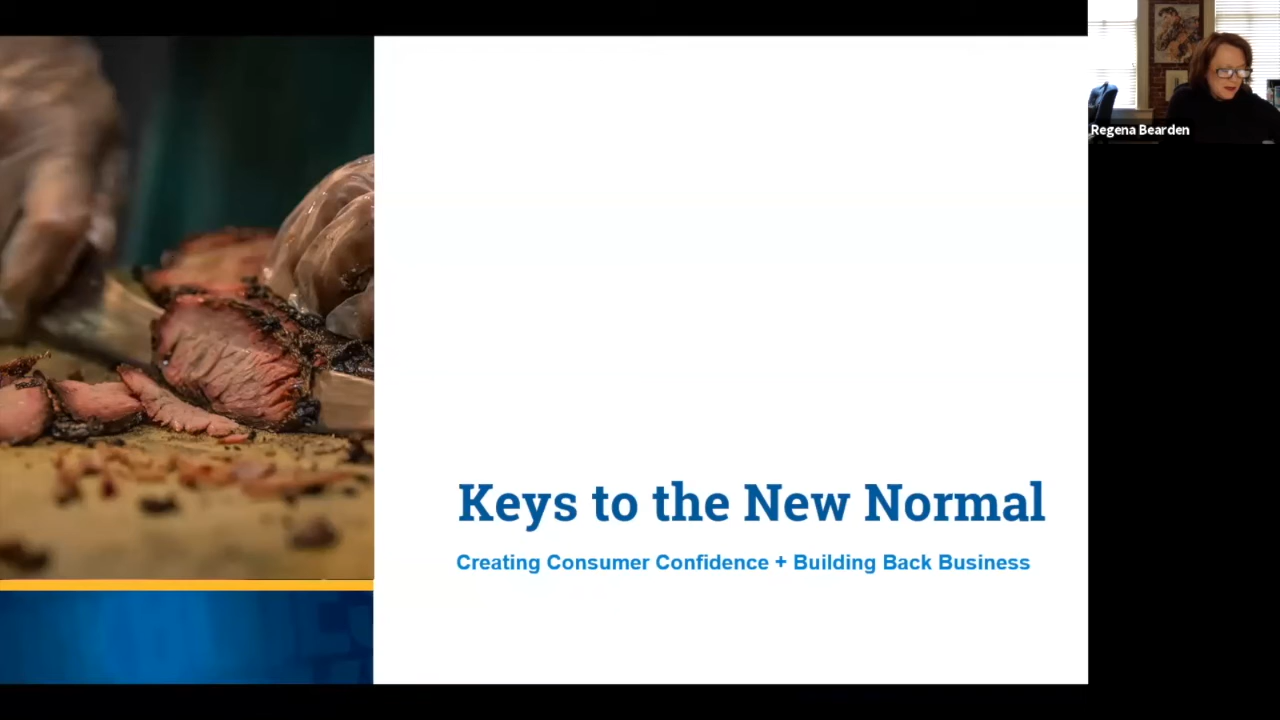 Regena Bearden
Keys to the New Normal
Creating Consumer Confidence + Building Back Business